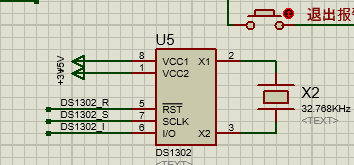 退出报
U5
+3V5V
8 VCC1 X1 2
1 VCC2
X2
32.768KHz
<TEXT>
DS1302_R 5 RST
DS1302_S 7 SCLK
DS1302_I 6 I/O X2 3
DS1302
<TEXT>